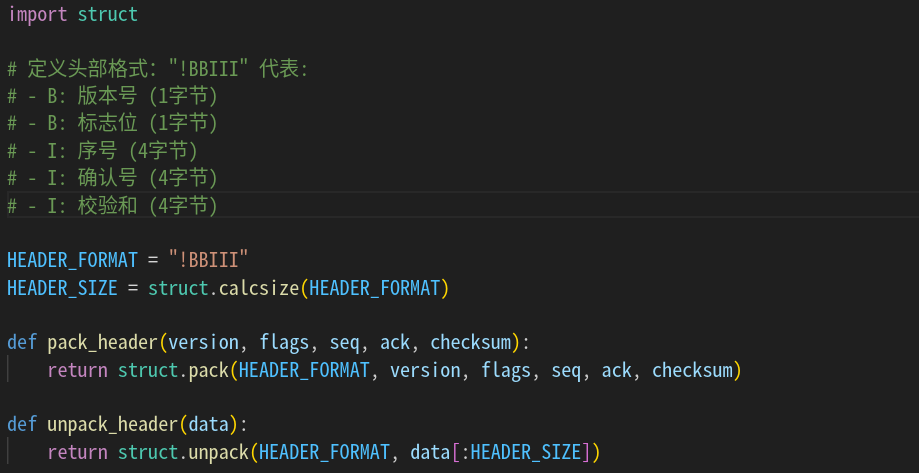 import struct
# 定义头部格式："!BBIII" 代表:
# - B: 版本号 (1字节)
# - B: 标志位 (1字节)
# - I: 序号 (4字节)
# - I: 确认号 (4字节)
# - I: 校验和 (4字节)
HEADER_FORMAT = "!BBIII"
HEADER_SIZE = struct.calcsize(HEADER_FORMAT)
def pack_header(version, flags, seq, ack, checksum):
    return struct.pack(HEADER_FORMAT, version, flags, seq, ack, checksum)
def unpack_header(data):
    return struct.unpack(HEADER_FORMAT, data[:HEADER_SIZE])